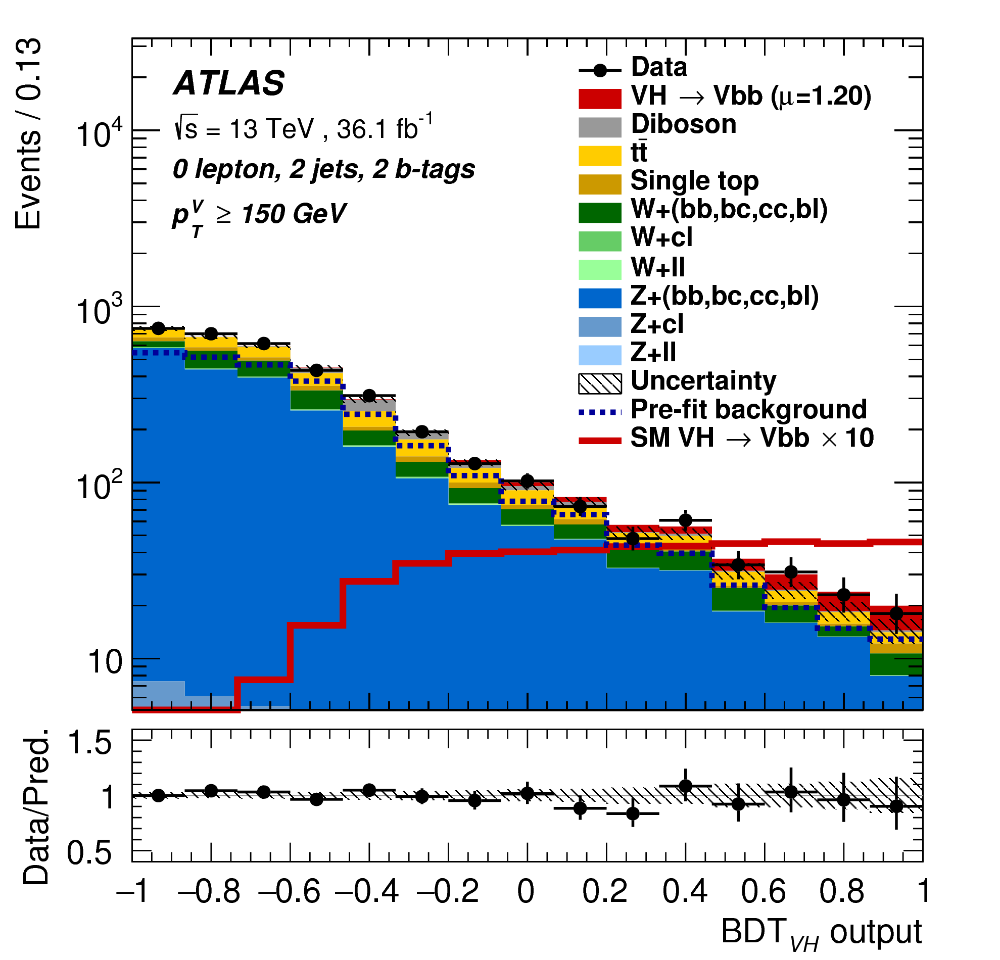 Events / 0.13
10⁴
10³
10²
10
ATLAS
√s = 13 TeV , 36.1 fb⁻¹
0 lepton, 2 jets, 2 b-tags
p_T^V ≥ 150 GeV
Data
VH → Vbb (μ=1.20)
Diboson
tt̄
Single top
W+(bb,bc,cc,bl)
W+cl
W+ll
Z+(bb,bc,cc,bl)
Z+cl
Z+ll
Uncertainty
Pre-fit background
SM VH → Vbb × 10
Data/Pred.
1.5
1
0.5
−1 −0.8 −0.6 −0.4 −0.2 0 0.2 0.4 0.6 0.8 1
BDT_VH output